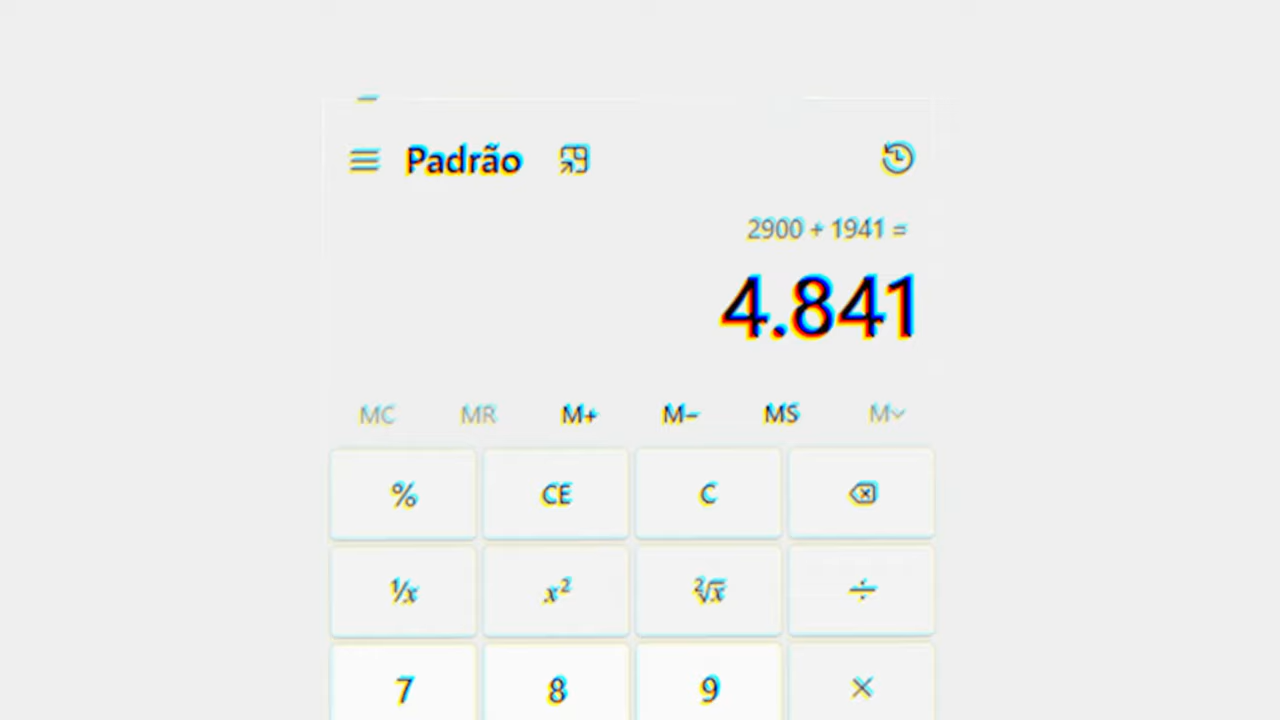 Padrão
2900 + 1941 =
4.841
MC MR M+ M− MS M
% CE C
¹/x x² ²√x ÷
7 8 9 ×